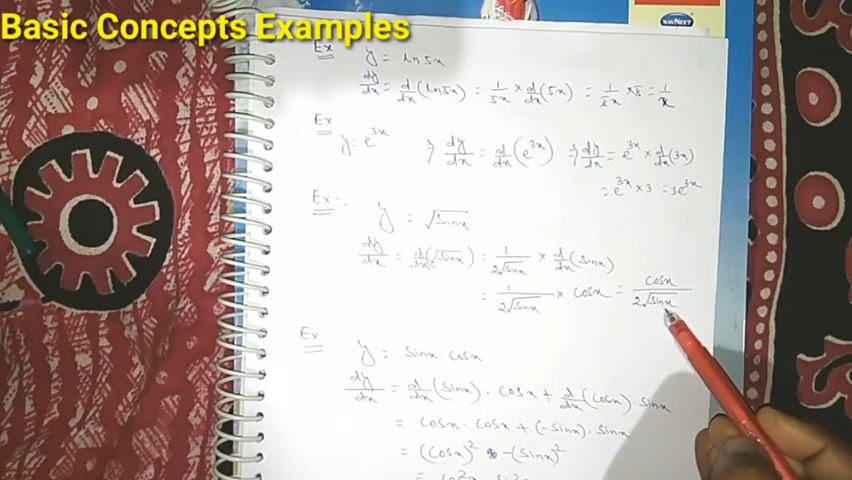 Basic Concepts Examples
NAVNEET
Ex y = ln5x
dy/dx = d/dx (ln5x) = 1/5x × d/dx (5x) = 1/5x × 5 = 1/x
Ex
y = e^3x ⇒ dy/dx = d/dx (e^3x) ⇒ dy/dx = e^3x × d/dx (3x)
= e^3x × 3 = 3e^3x
Ex:-
y = √sinx
dy/dx = d/dx (√sinx) = 1/2√sinx × d/dx (sinx)
= 1/2√sinx × cosx = cosx/2√sinx
Ex
y = sinx · cosx
dy/dx = d/dx (sinx) · cosx + d/dx (cosx) · sinx
= cosx · cosx + (-sinx) · sinx
= (cosx)² - (sinx)²